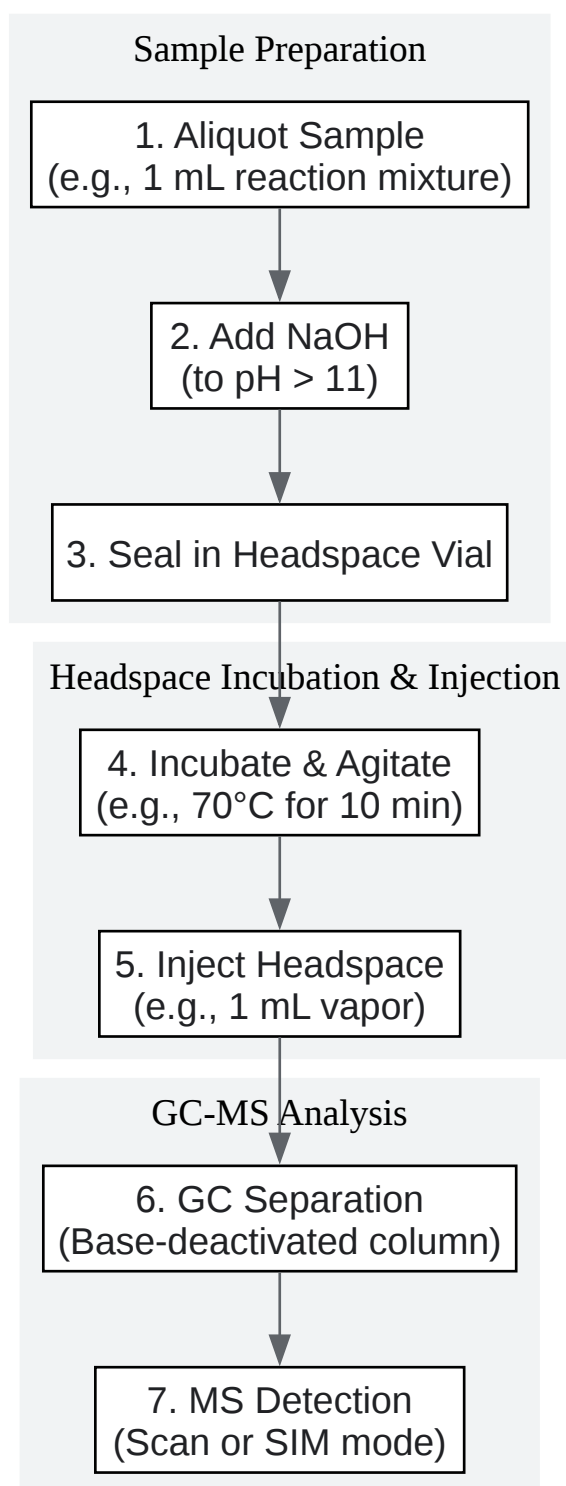 Sample Preparation
1. Aliquot Sample
(e.g., 1 mL reaction mixture)
2. Add NaOH
(to pH > 11)
3. Seal in Headspace Vial
Headspace Incubation & Injection
4. Incubate & Agitate
(e.g., 70°C for 10 min)
5. Inject Headspace
(e.g., 1 mL vapor)
GC-MS Analysis
6. GC Separation
(Base-deactivated column)
7. MS Detection
(Scan or SIM mode)